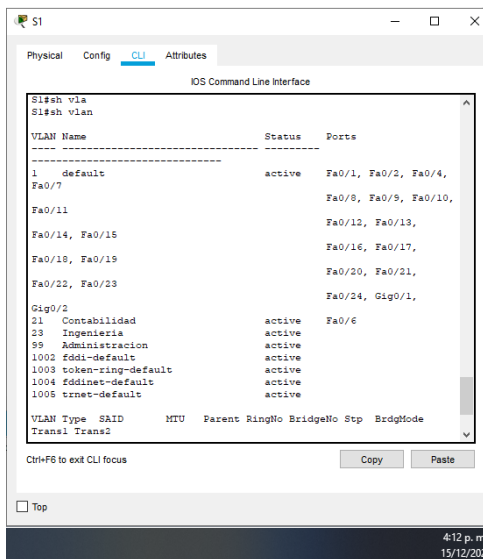 S1
Physical Config CLI Attributes
IOS Command Line Interface
S1#sh vla
S1#sh vlan
VLAN Name Status Ports
---- -------------------------------- ---------
-------------------------------
1 default active Fa0/1, Fa0/2, Fa0/4,
Fa0/7
Fa0/8, Fa0/9, Fa0/10,
Fa0/11
Fa0/12, Fa0/13,
Fa0/14, Fa0/15
Fa0/16, Fa0/17,
Fa0/18, Fa0/19
Fa0/20, Fa0/21,
Fa0/22, Fa0/23
Fa0/24, Gig0/1,
Gig0/2
21 Contabilidad active Fa0/6
23 Ingenieria active
99 Administracion active
1002 fddi-default active
1003 token-ring-default active
1004 fddinet-default active
1005 trnet-default active
VLAN Type SAID MTU Parent RingNo BridgeNo Stp BrdgMode
Trans1 Trans2
Ctrl+F6 to exit CLI focus
Copy Paste
Top
4:12 p. m